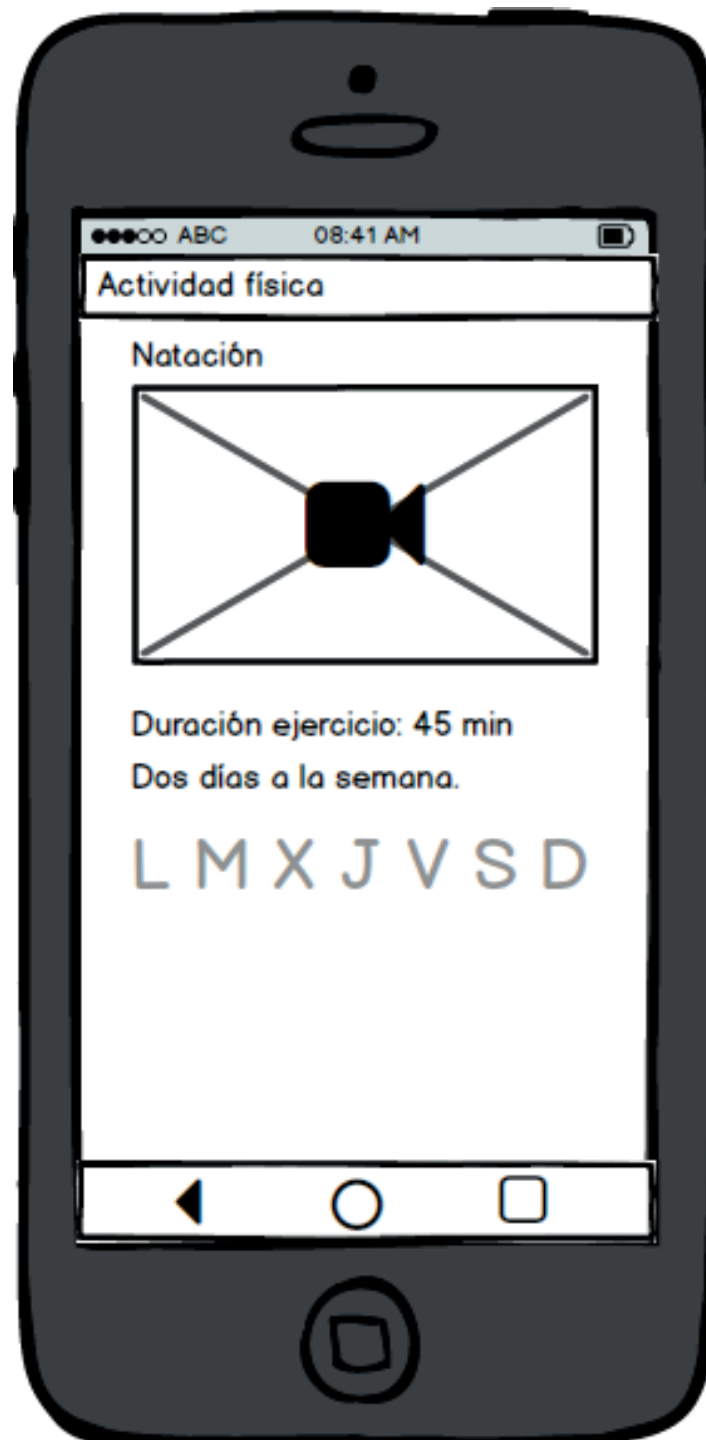 ABC 08:41 AM
Actividad física
Natación
Duración ejercicio: 45 min
Dos días a la semana.
L M X J V S D